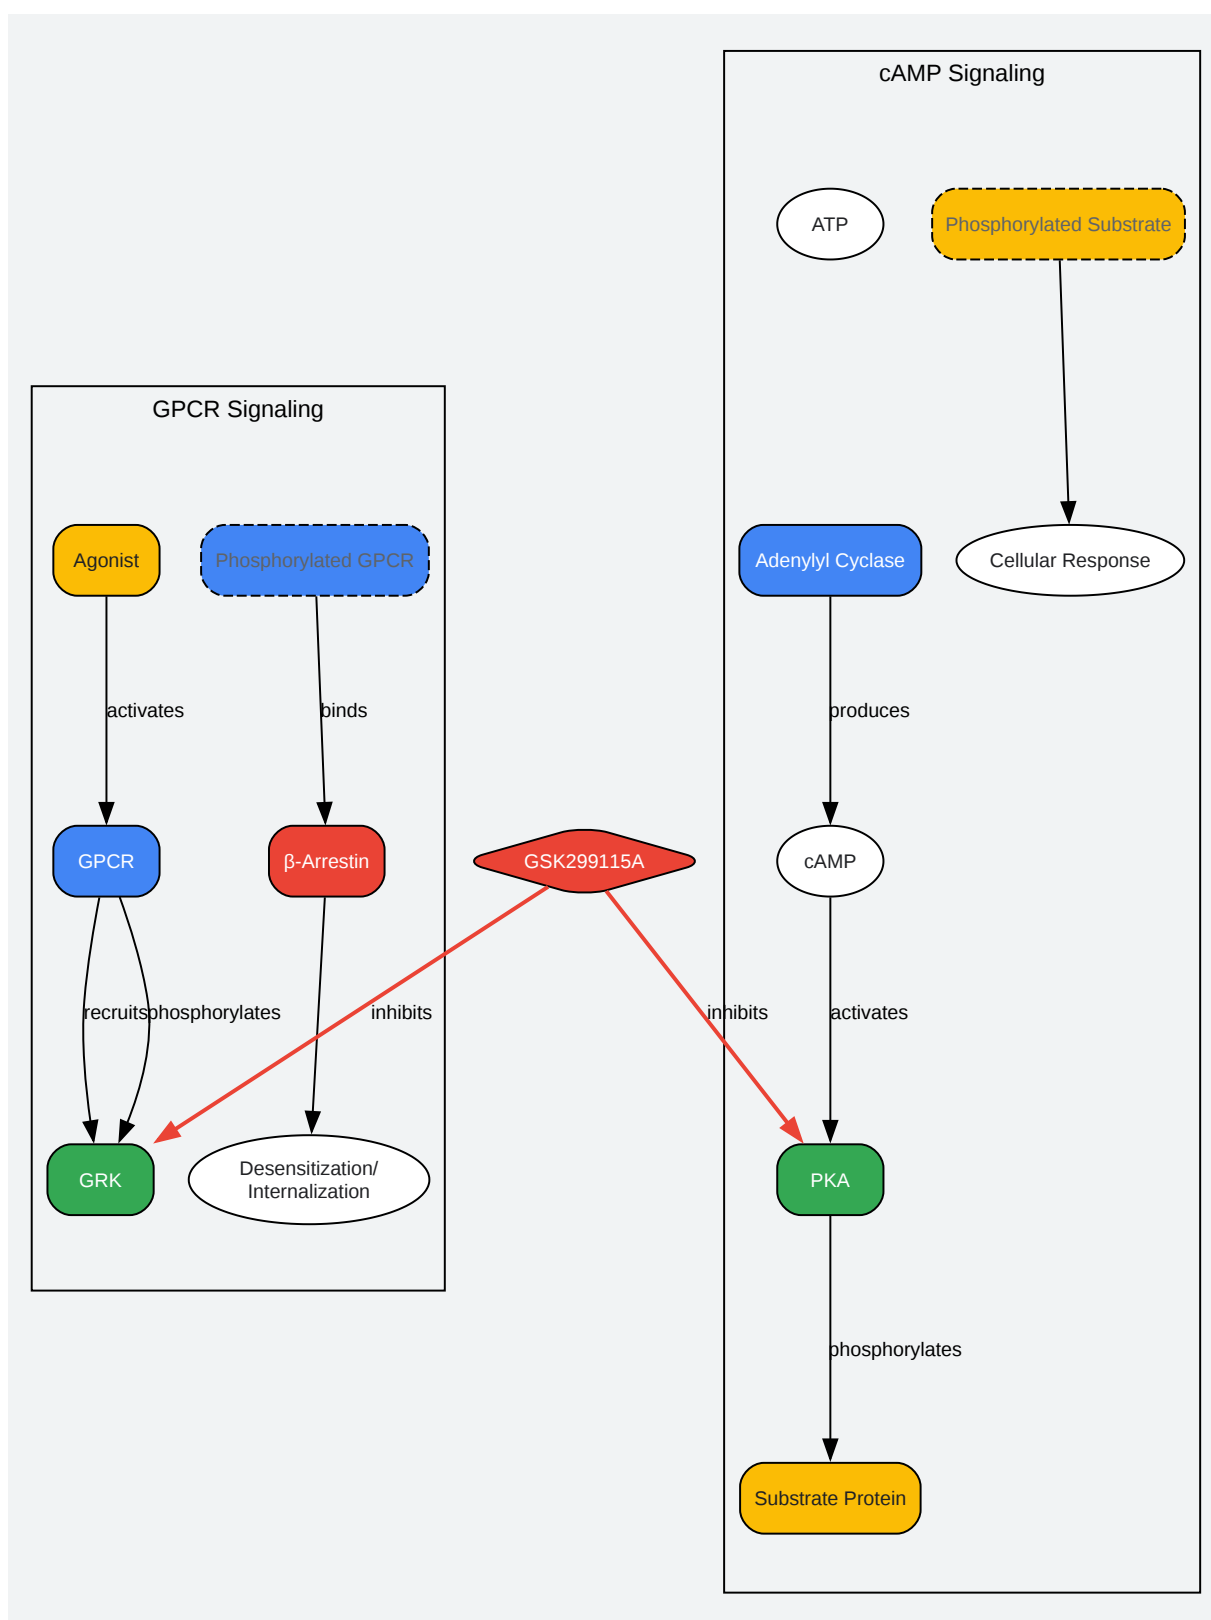 cAMP Signaling
ATP
Phosphorylated Substrate
GPCR Signaling
Agonist
Phosphorylated GPCR
Adenylyl Cyclase
Cellular Response
activates
binds
produces
GPCR
β-Arrestin
GSK299115A
cAMP
recruits
phosphorylates
inhibits
inhibits
activates
GRK
Desensitization/
Internalization
PKA
phosphorylates
Substrate Protein